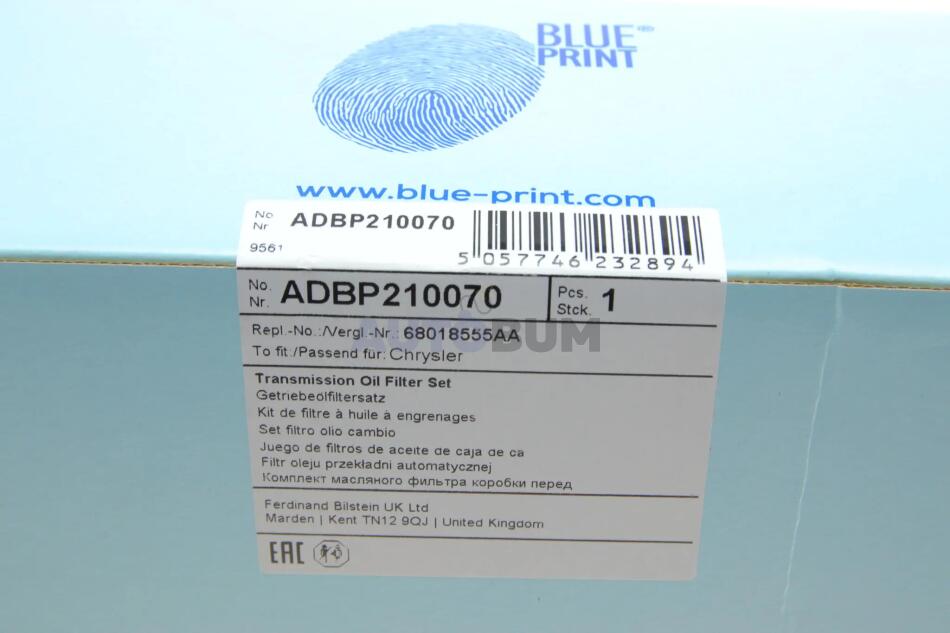 BLUE®
PRINT
www.blue-print.com
No
Nr
ADBP210070
9561
5 057746 232894
No.
Nr.
ADBP210070
Pcs.
Stck.
1
Repl.-No.:/Vergl.-Nr.: 68018555AA
To fit:/Passend für: Chrysler
AUTOBUM
Transmission Oil Filter Set
Getriebeölfiltersatz
Kit de filtre à huile à engrenages
Set filtro olio cambio
Juego de filtros de aceite de caja de ca
Filtr oleju przekładni automatycznej
Комплект масляного фильтра коробки перед
Ferdinand Bilstein UK Ltd
Marden | Kent TN12 9QJ | United Kingdom
EAC